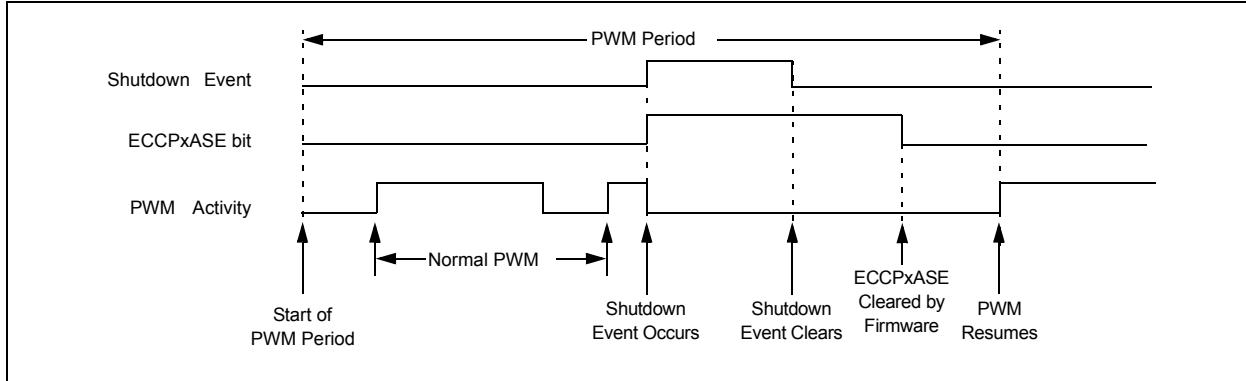 PWM Period
Shutdown Event
ECCPxASE bit
PWM Activity
Normal PWM
Start of
PWM Period
Shutdown
Event Occurs
Shutdown
Event Clears
ECCPxASE
Cleared by
Firmware
PWM
Resumes